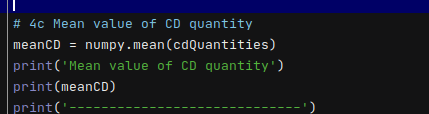 # 4c Mean value of CD quantity
meanCD = numpy.mean(cdQuantities)
print('Mean value of CD quantity')
print(meanCD)
print('------------------------------')